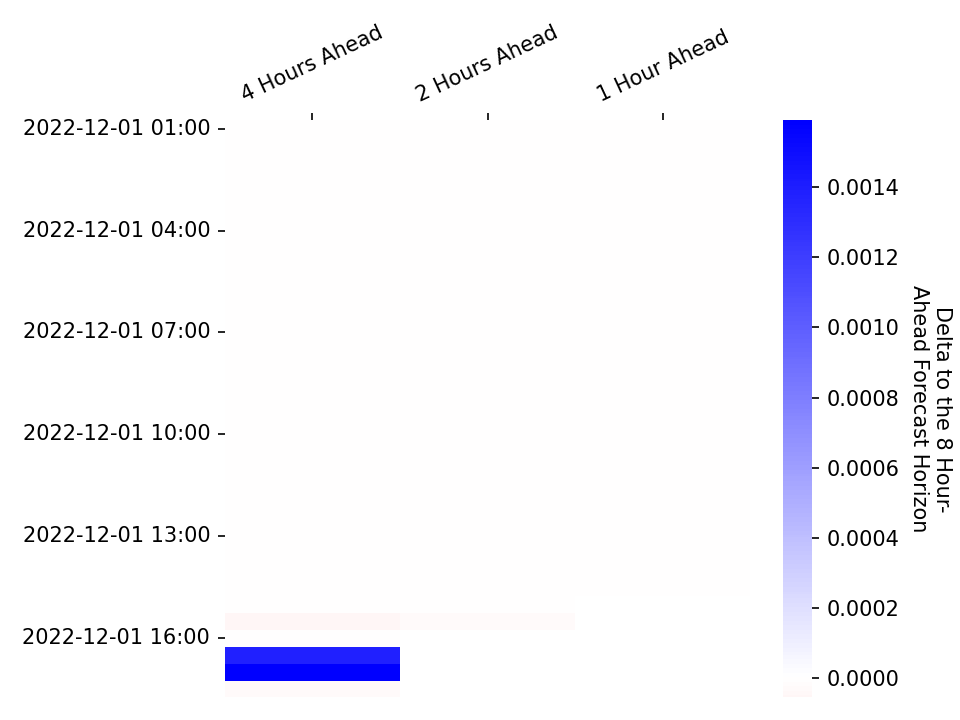 4 Hours Ahead
2 Hours Ahead
1 Hour Ahead
2022-12-01 01:00
2022-12-01 04:00
2022-12-01 07:00
2022-12-01 10:00
2022-12-01 13:00
2022-12-01 16:00
0.0014
0.0012
0.0010
0.0008
0.0006
0.0004
0.0002
0.0000
Delta to the 8 Hour-
Ahead Forecast Horizon